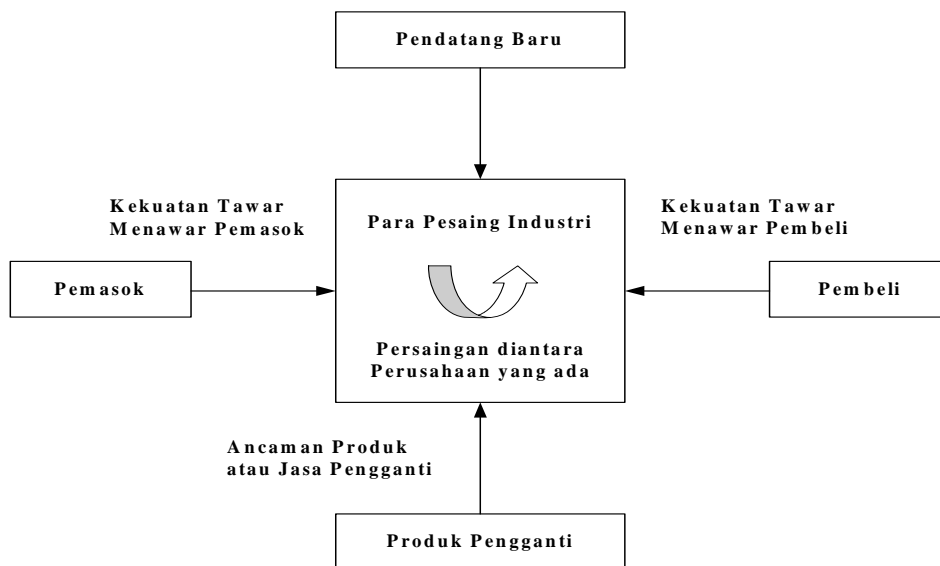 Pendatang Baru
Kekuatan Tawar
Menawar Pemasok
Para Pesaing Industri
Kekuatan Tawar
Menawar Pembeli
Pemasok
Pembeli
Persaingan diantara
Perusahaan yang ada
Ancaman Produk
atau Jasa Pengganti
Produk Pengganti